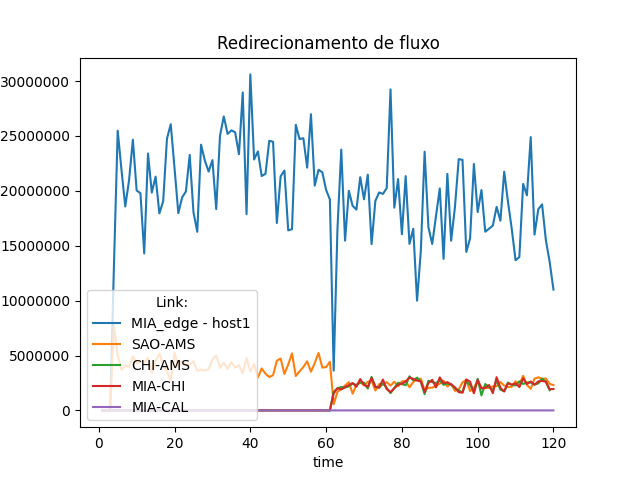 Redirecionamento de fluxo
30000000
25000000
20000000
15000000
10000000
5000000
0
Link:
MIA_edge - host1
SAO-AMS
CHI-AMS
MIA-CHI
MIA-CAL
0 20 40 60 80 100 120
time